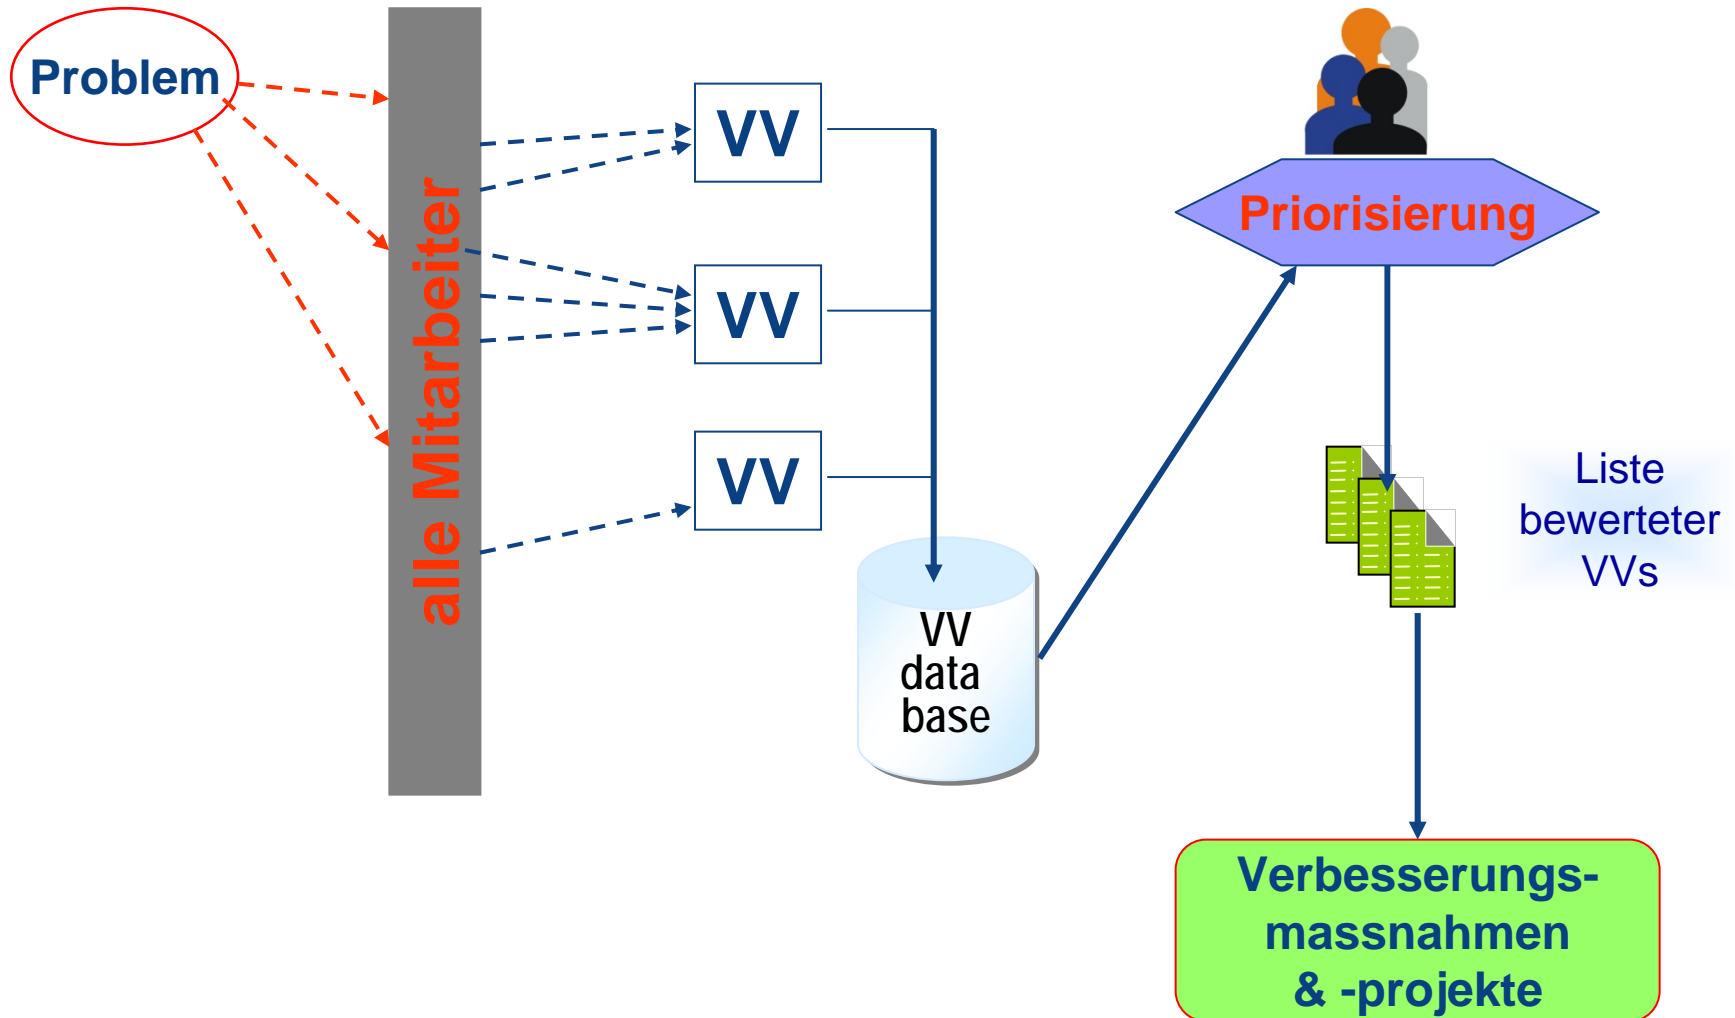 Problem
alle Mitarbeiter
VV
VV
VV
VV
data
base
Priorisierung
Liste
bewerteter
VVs
Verbesserungs-
massnahmen
& -projekte